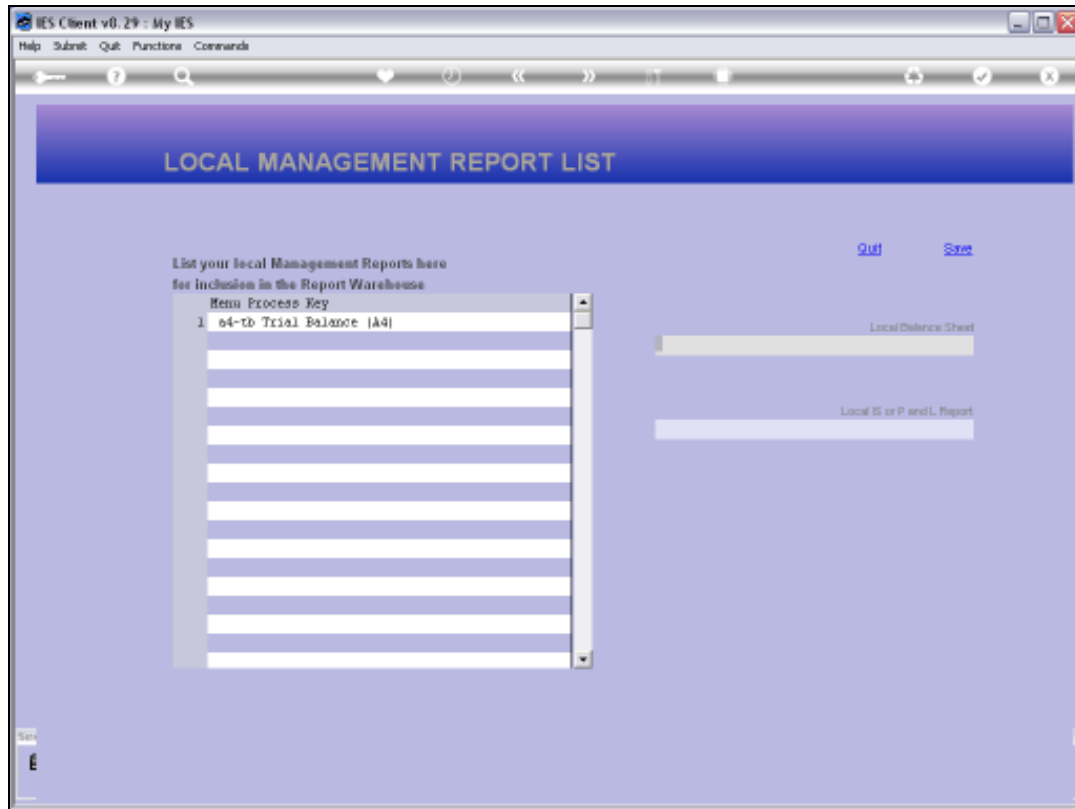 IES Client v8.29 : My IES
Help Submit Quit Functions Commands
LOCAL MANAGEMENT REPORT LIST
Quit Save
List your local Management Reports here
for inclusion in the Report Warehouse
Menu Process Key
1 a4-tb Trial Balance (A4)
Local Balance Sheet
Local IS or P and L Report